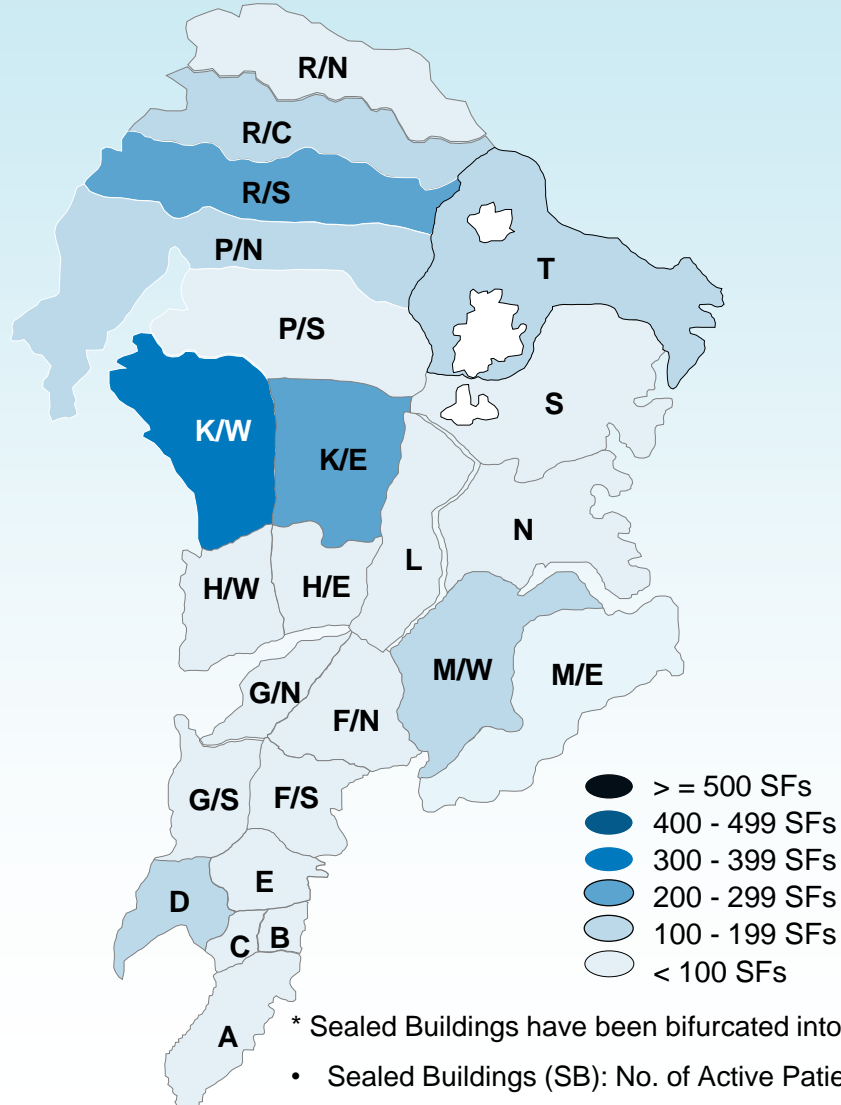 R/N
R/C
R/S
P/N
T
P/S
S
K/W
K/E
N
L
H/W
H/E
M/W
M/E
G/N
F/N
G/S
F/S
E
D
B
C
A
> = 500 SFs
400 - 499 SFs
300 - 399 SFs
200 - 299 SFs
100 - 199 SFs
< 100 SFs
* Sealed Buildings have been bifurcated into
• Sealed Buildings (SB): No. of Active Patie